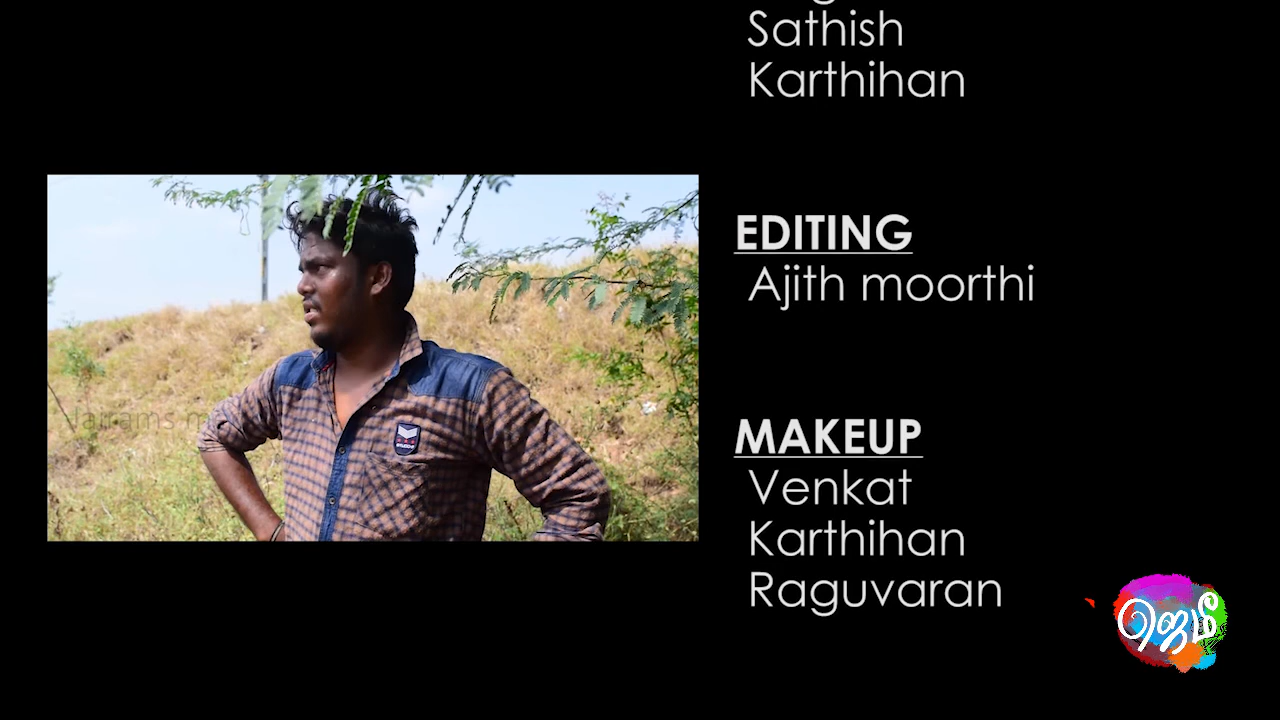 Sathish
Karthihan
EDITING
Ajith moorthi
MAKEUP
Venkat
Karthihan
Raguvaran
ஜெமீ